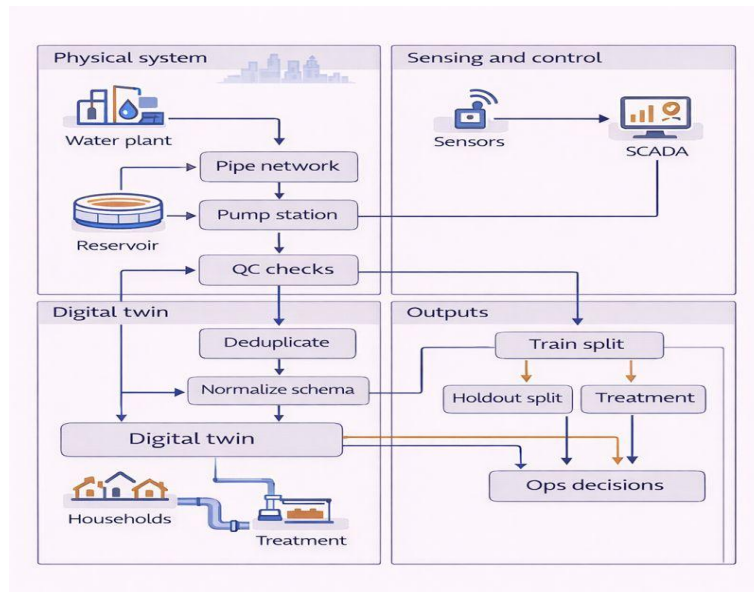 Physical system
Water plant
Pipe network
Reservoir
Pump station
QC checks
Sensing and control
Sensors
SCADA
Digital twin
Deduplicate
Normalize schema
Digital twin
Households
Treatment
Outputs
Train split
Holdout split
Treatment
Ops decisions